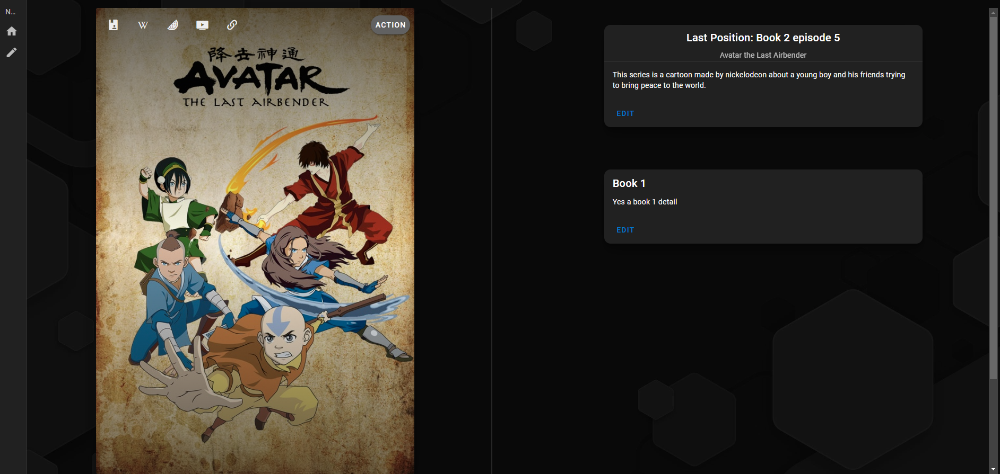 N...
W
ACTION
降世神通
AVATAR
THE LAST AIRBENDER
Last Position: Book 2 episode 5
Avatar the Last Airbender
This series is a cartoon made by nickelodeon about a young boy and his friends trying
to bring peace to the world.
EDIT
Book 1
Yes a book 1 detail
EDIT